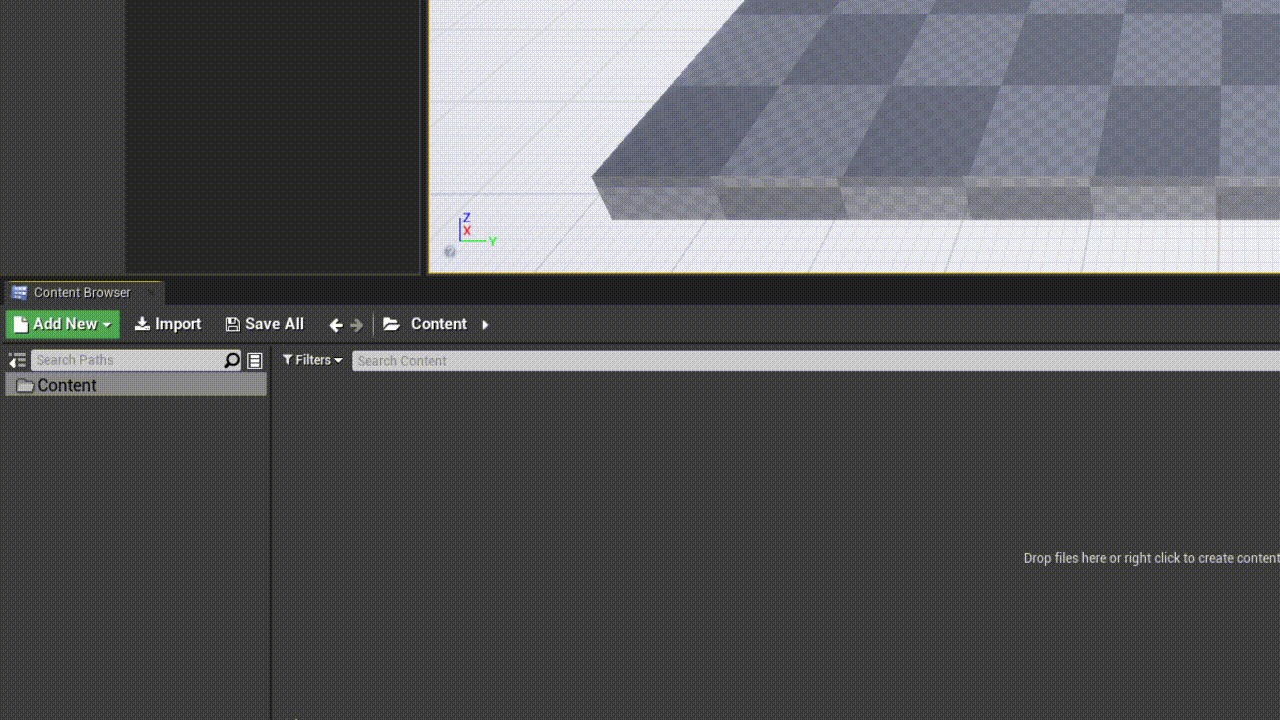 Z
X
Y
?
Content Browser
Add New Import Save All Content
Search Paths Filters Search Content
Content
Drop files here or right click to create content